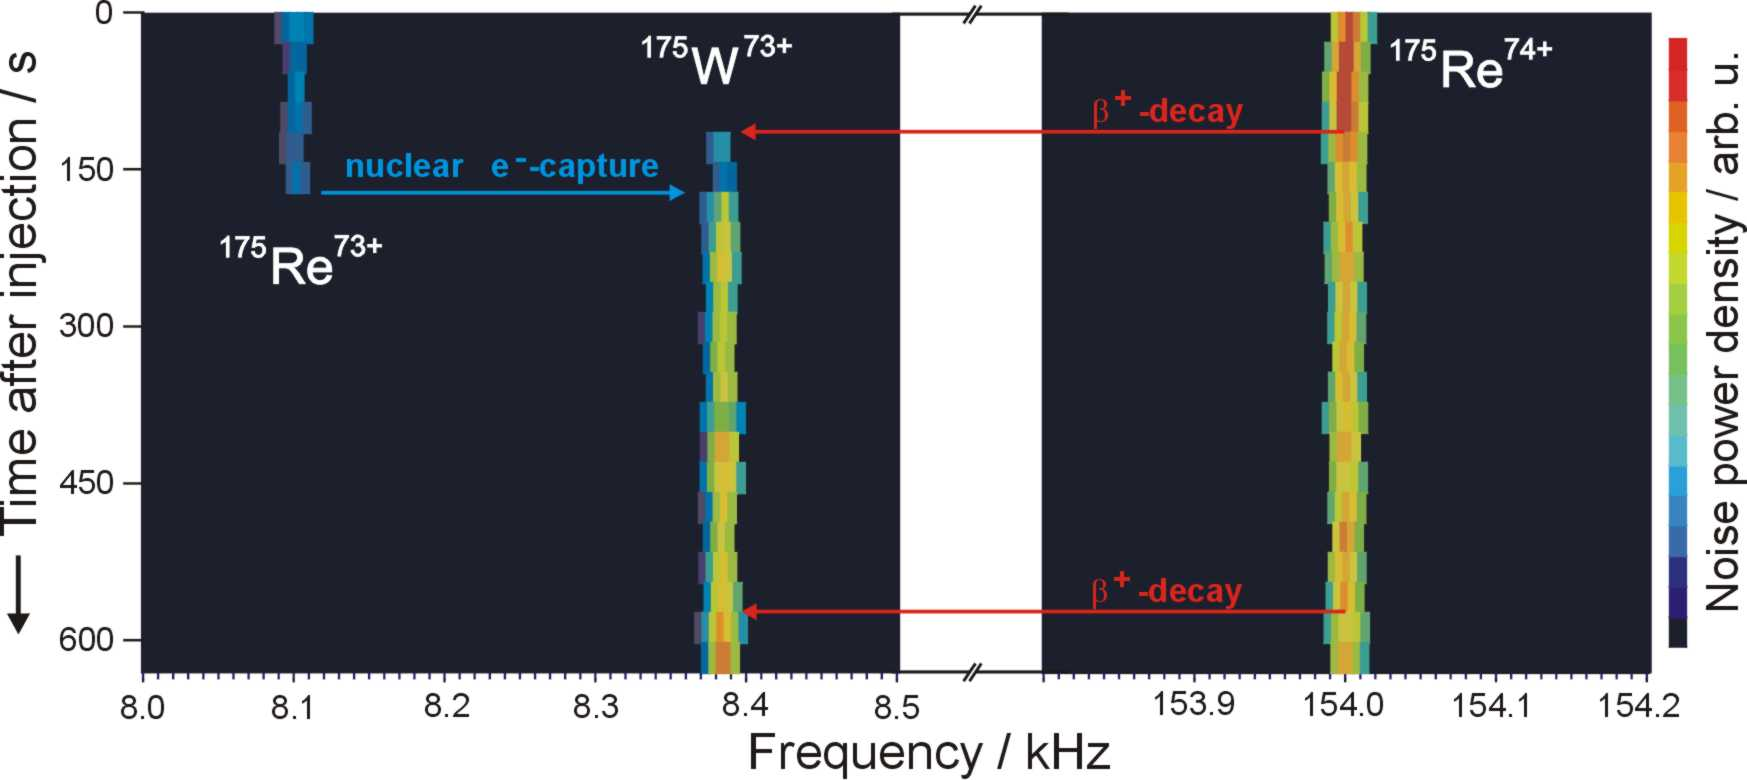 0
150
300
450
600
← Time after injection / s
175Re73+
175W73+
175Re74+
β+-decay
nuclear e--capture
β+-decay
8.0 8.1 8.2 8.3 8.4 8.5 153.9 154.0 154.1 154.2
Frequency / kHz
Noise power density / arb. u.